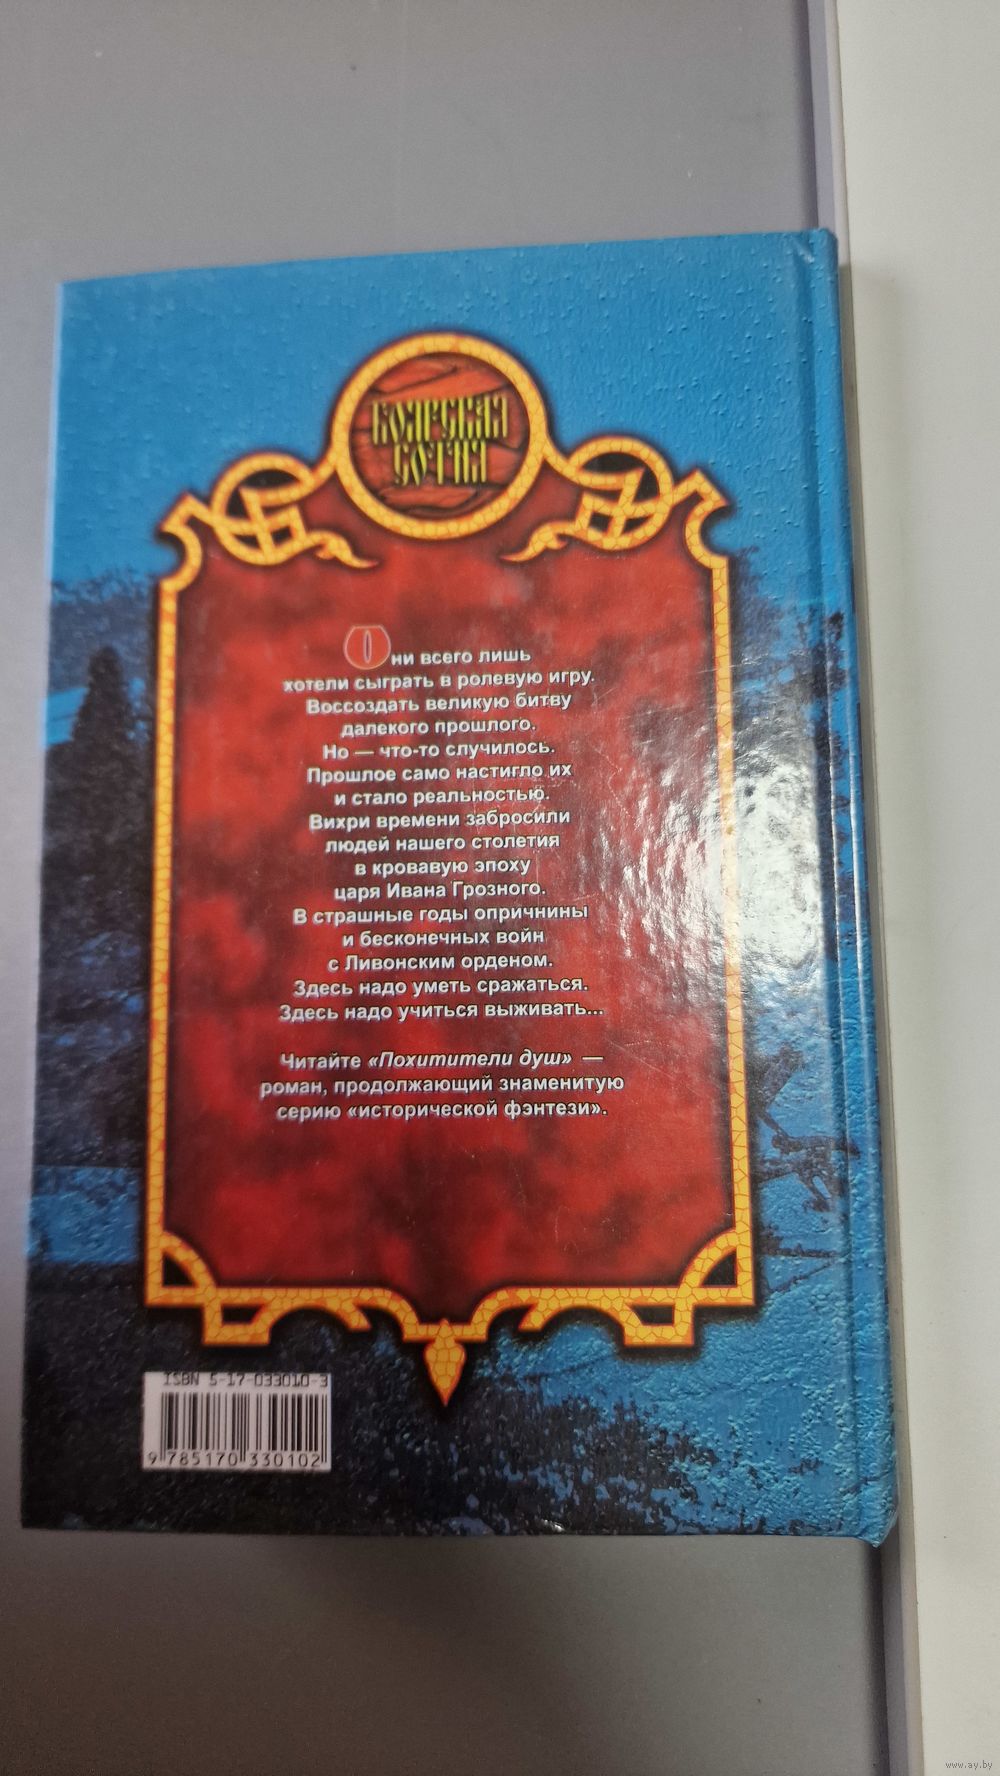 БОЯРСКАЯ
СОТНЯ
Они всего лишь
хотели сыграть в ролевую игру.
Воссоздать великую битву
далекого прошлого.
Но — что-то случилось.
Прошлое само настигло их
и стало реальностью.
Вихри времени забросили
людей нашего столетия
в кровавую эпоху
царя Ивана Грозного.
В страшные годы опричнины
и бесконечных войн
с Ливонским орденом.
Здесь надо уметь сражаться.
Здесь надо учиться выживать...
Читайте «Похитители душ» —
роман, продолжающий знаменитую
серию «исторической фэнтези».
ISBN 5-17-033010-3
9 785170 330102
www.ay.by